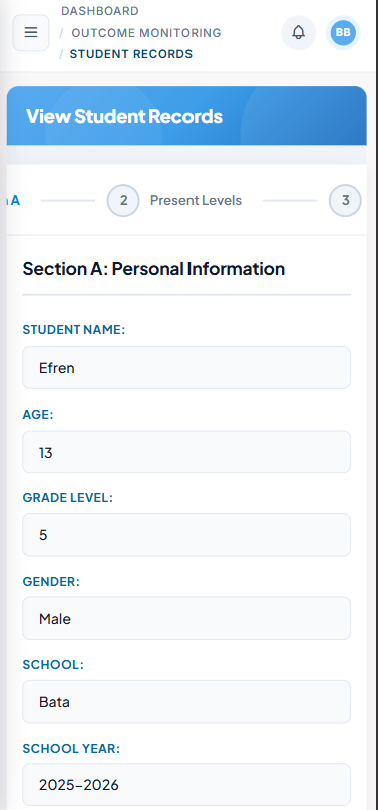 DASHBOARD
/ OUTCOME MONITORING
/ STUDENT RECORDS
BB
View Student Records
A
2 Present Levels
3
Section A: Personal Information
STUDENT NAME:
Efren
AGE:
13
GRADE LEVEL:
5
GENDER:
Male
SCHOOL:
Bata
SCHOOL YEAR:
2025–2026